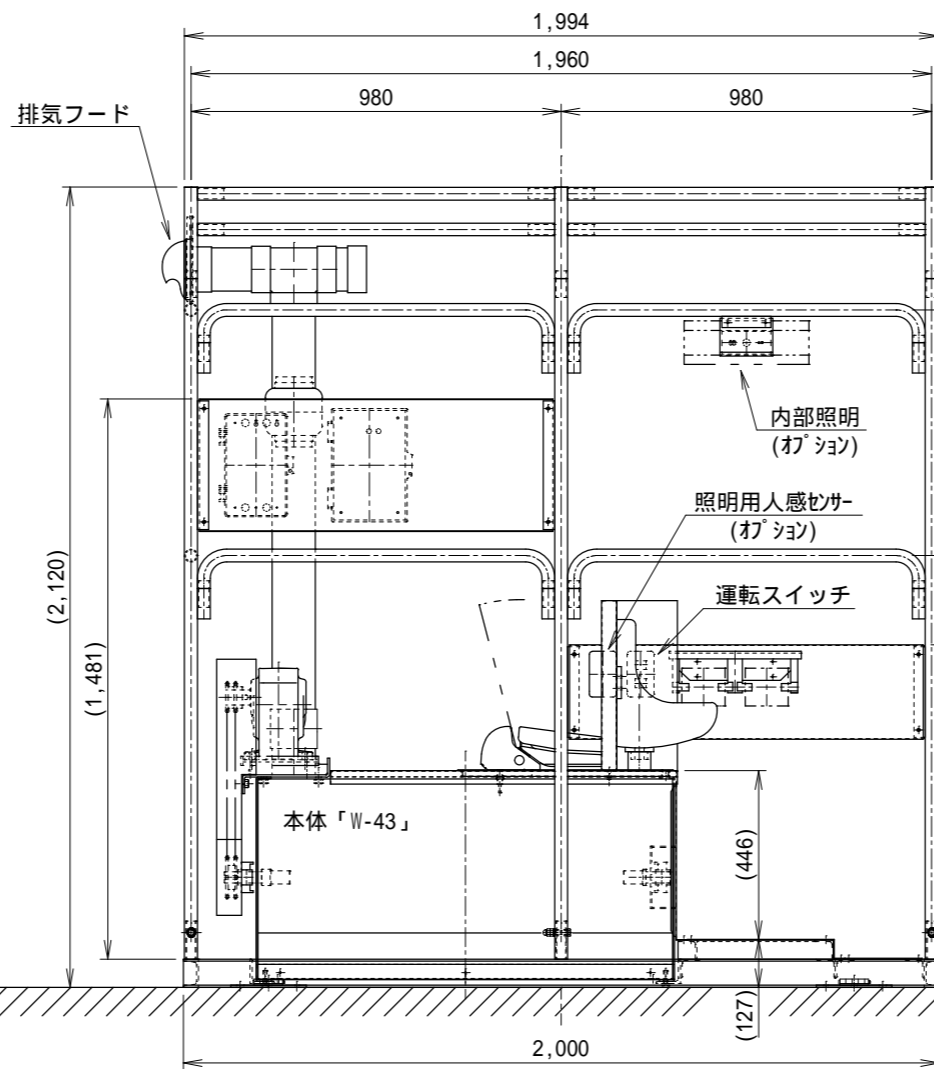 1,994
1,960
980
980
排気フード
内部照明
(ｵﾌﾟｼｮﾝ)
照明用人感ｾﾝｻｰ
(ｵﾌﾟｼｮﾝ)
運転スイッチ
(2,120)
(1,481)
本体「W-43」
(446)
(127)
2,000